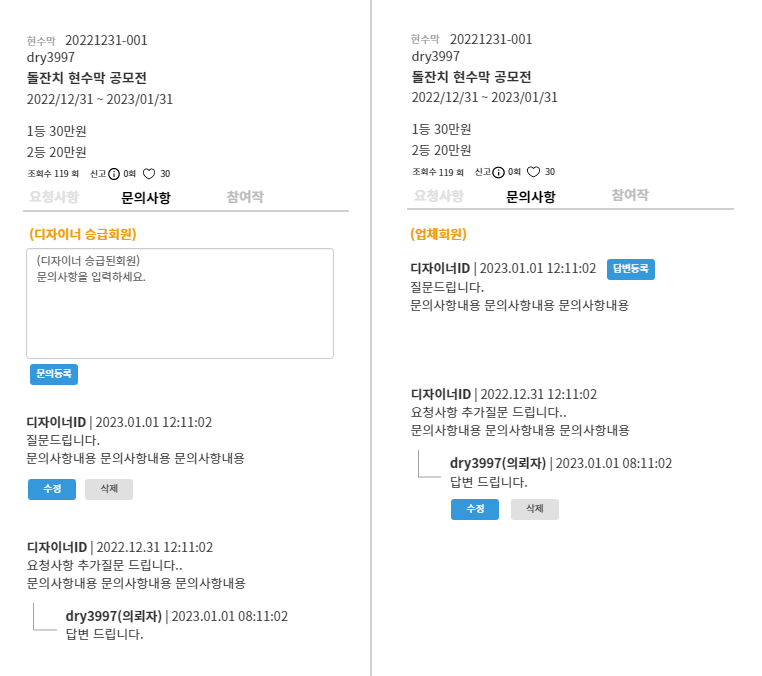 현수막 20221231-001
dry3997
돌잔치 현수막 공모전
2022/12/31 ~ 2023/01/31
1등 30만원
2등 20만원
조회수 119 회 신고 0회 30
요청사항 문의사항 참여작
(디자이너 승급회원)
(디자이너 승급된회원)
문의사항을 입력하세요.
문의등록
디자이너ID | 2023.01.01 12:11:02
질문드립니다.
문의사항내용 문의사항내용 문의사항내용
수정 삭제
디자이너ID | 2022.12.31 12:11:02
요청사항 추가질문 드립니다..
문의사항내용 문의사항내용 문의사항내용
dry3997(의뢰자) | 2023.01.01 08:11:02
답변 드립니다.
현수막 20221231-001
dry3997
돌잔치 현수막 공모전
2022/12/31 ~ 2023/01/31
1등 30만원
2등 20만원
조회수 119 회 신고 0회 30
요청사항 문의사항 참여작
(업체회원)
디자이너ID | 2023.01.01 12:11:02 답변등록
질문드립니다.
문의사항내용 문의사항내용 문의사항내용
디자이너ID | 2022.12.31 12:11:02
요청사항 추가질문 드립니다..
문의사항내용 문의사항내용 문의사항내용
dry3997(의뢰자) | 2023.01.01 08:11:02
답변 드립니다.
수정 삭제